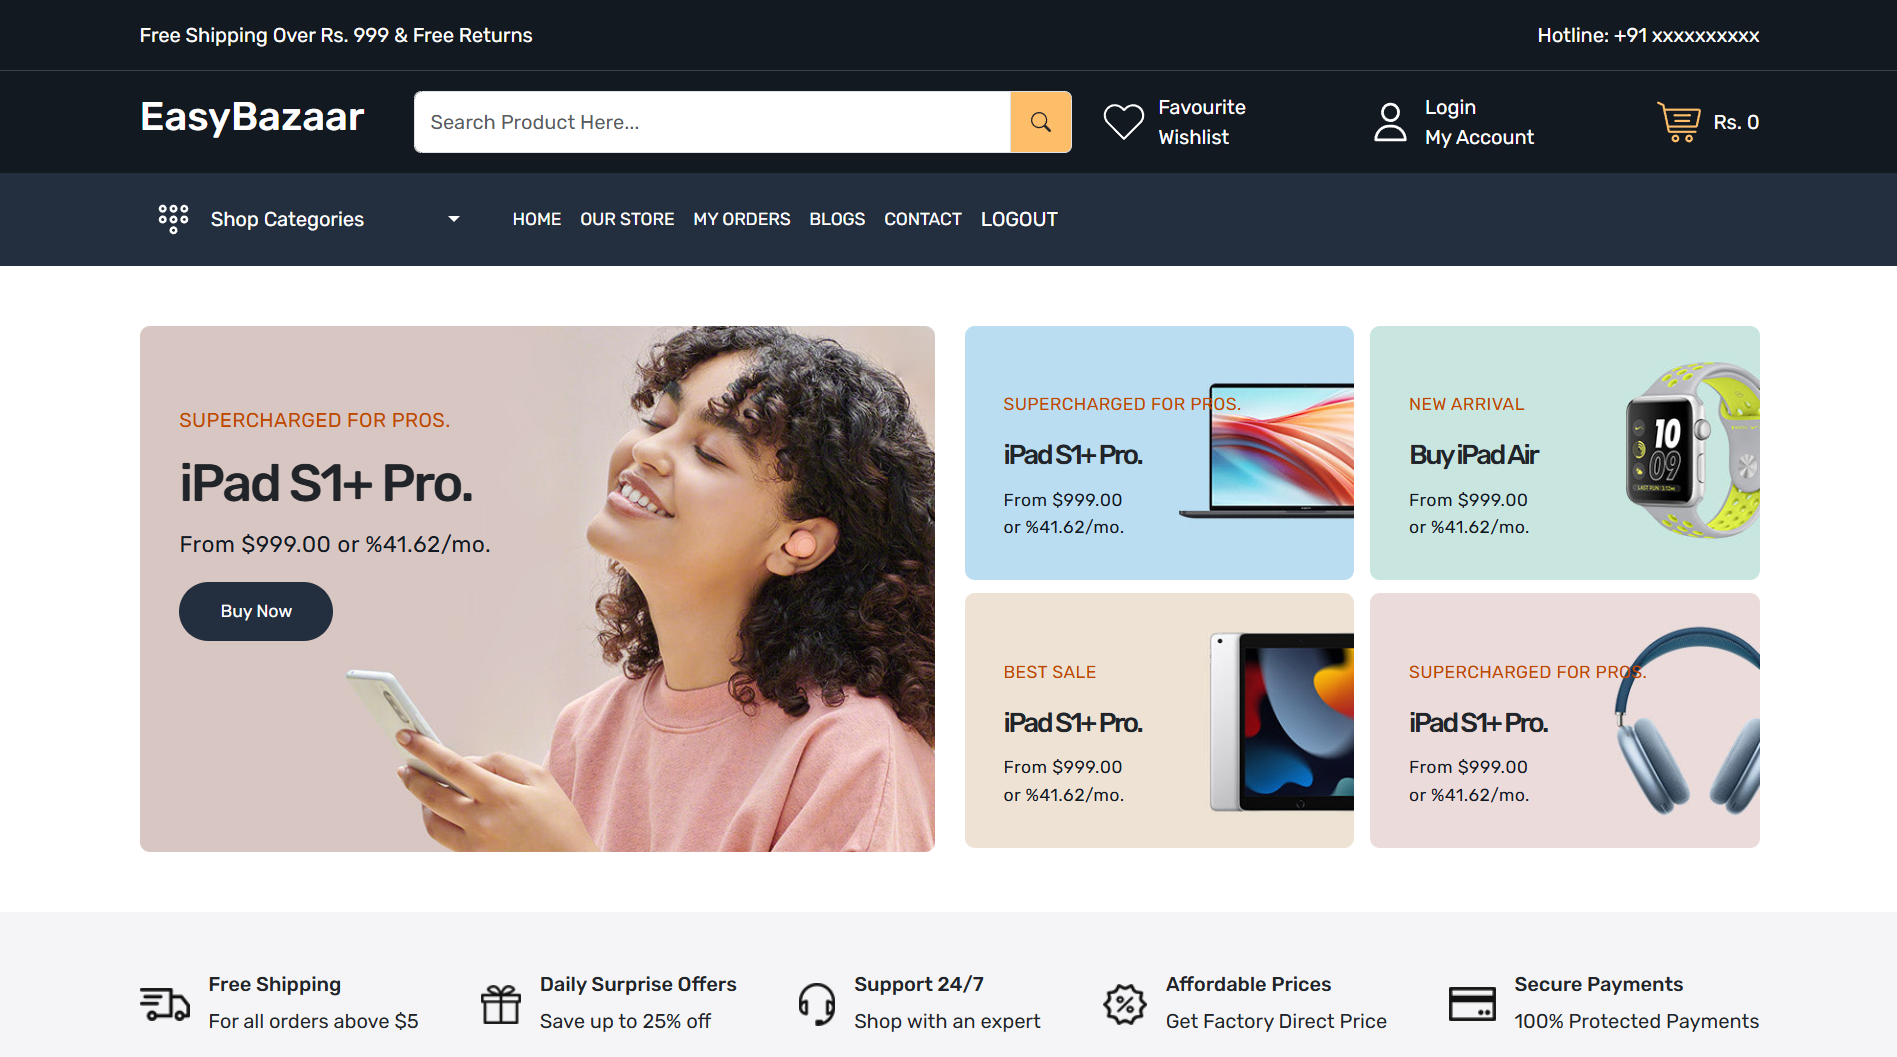 Free Shipping Over Rs. 999 & Free Returns
Hotline: +91 xxxxxxxxxx
EasyBazaar
Search Product Here...
Favourite
Wishlist
Login
My Account
Rs. 0
Shop Categories
HOME
OUR STORE
MY ORDERS
BLOGS
CONTACT
LOGOUT
SUPERCHARGED FOR PROS.
iPad S1+ Pro.
From $999.00 or %41.62/mo.
Buy Now
SUPERCHARGED FOR PROS.
iPad S1+ Pro.
From $999.00
or %41.62/mo.
NEW ARRIVAL
Buy iPad Air
From $999.00
or %41.62/mo.
10
09
BEST SALE
iPad S1+ Pro.
From $999.00
or %41.62/mo.
SUPERCHARGED FOR PROS.
iPad S1+ Pro.
From $999.00
or %41.62/mo.
Free Shipping
For all orders above $5
Daily Surprise Offers
Save up to 25% off
Support 24/7
Shop with an expert
Affordable Prices
Get Factory Direct Price
Secure Payments
100% Protected Payments